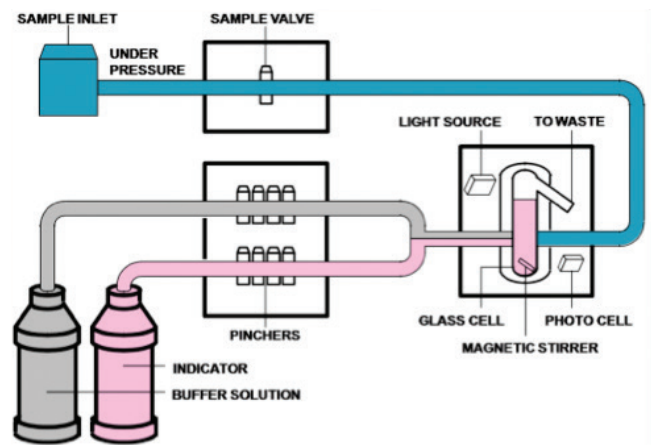 SAMPLE INLET
SAMPLE VALVE
UNDER
PRESSURE
LIGHT SOURCE
TO WASTE
PINCHERS
GLASS CELL
PHOTO CELL
MAGNETIC STIRRER
INDICATOR
BUFFER SOLUTION